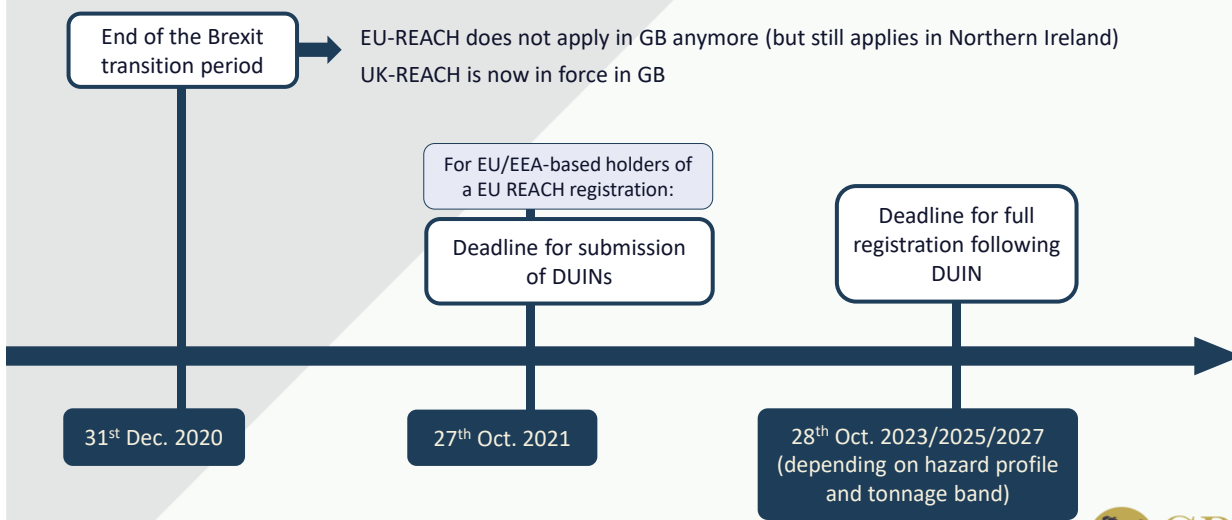 End of the Brexit
transition period
EU-REACH does not apply in GB anymore (but still applies in Northern Ireland)
UK-REACH is now in force in GB
For EU/EEA-based holders of
a EU REACH registration:
Deadline for submission
of DUINs
Deadline for full
registration following
DUIN
31st Dec. 2020
27th Oct. 2021
28th Oct. 2023/2025/2027
(depending on hazard profile
and tonnage band)